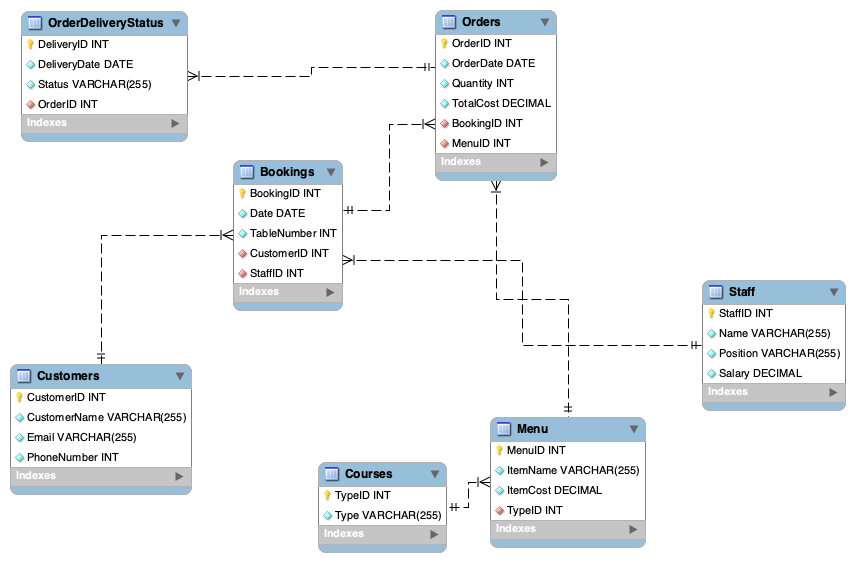 OrderDeliveryStatus
DeliveryID INT
DeliveryDate DATE
Status VARCHAR(255)
OrderID INT
Indexes
Orders
OrderID INT
OrderDate DATE
Quantity INT
TotalCost DECIMAL
BookingID INT
MenuID INT
Indexes
Bookings
BookingID INT
Date DATE
TableNumber INT
CustomerID INT
StaffID INT
Indexes
Staff
StaffID INT
Name VARCHAR(255)
Position VARCHAR(255)
Salary DECIMAL
Indexes
Customers
CustomerID INT
CustomerName VARCHAR(255)
Email VARCHAR(255)
PhoneNumber INT
Indexes
Courses
TypeID INT
Type VARCHAR(255)
Indexes
Menu
MenuID INT
ItemName VARCHAR(255)
ItemCost DECIMAL
TypeID INT
Indexes